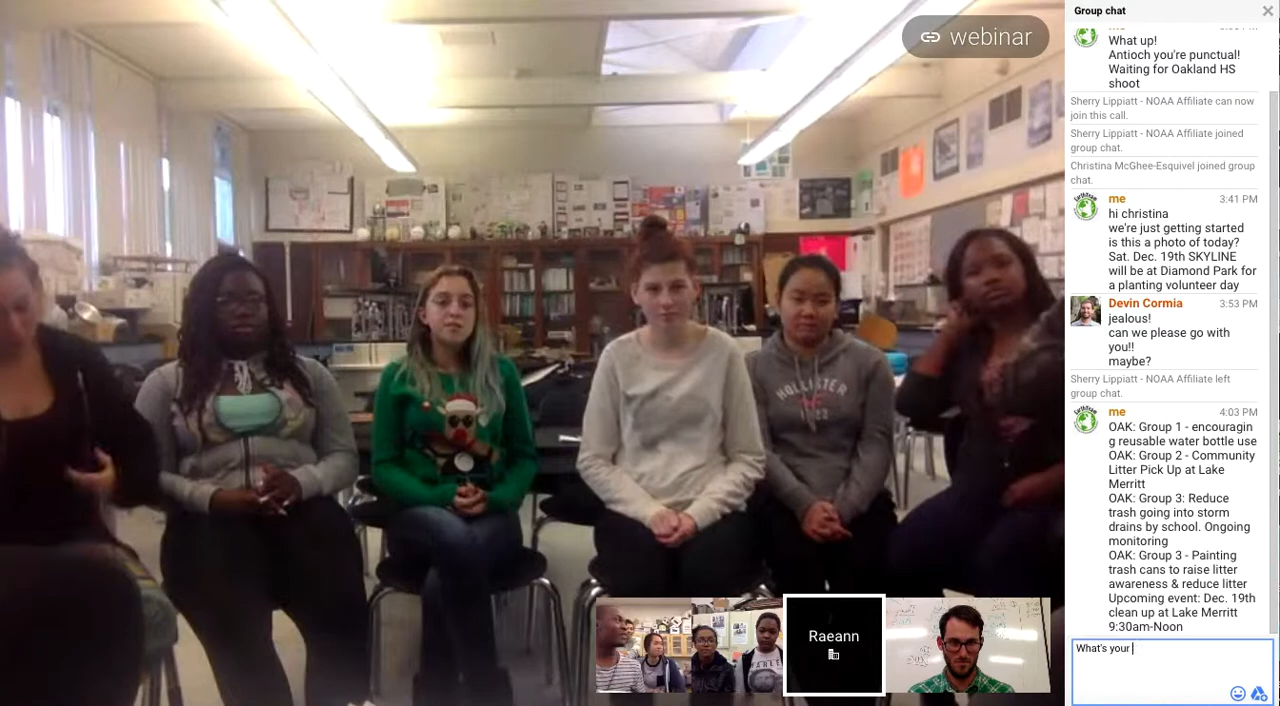 webinar
Group chat
What up!
Antioch you're punctual!
Waiting for Oakland HS
shoot
Sherry Lippiatt - NOAA Affiliate can now
join this call.
Sherry Lippiatt - NOAA Affiliate joined
group chat.
Christina McGhee-Esquivel joined group
chat.
me 3:41 PM
hi christina
we're just getting started
is this a photo of today?
Sat. Dec. 19th SKYLINE
will be at Diamond Park for
a planting volunteer day
Devin Cormia 3:53 PM
jealous!
can we please go with
you!!
maybe?
Sherry Lippiatt - NOAA Affiliate left
group chat.
me 4:03 PM
OAK: Group 1 - encouragin
g reusable water bottle use
OAK: Group 2 - Community
Litter Pick Up at Lake
Merritt
OAK: Group 3: Reduce
trash going into storm
drains by school. Ongoing
monitoring
OAK: Group 3 - Painting
trash cans to raise litter
awareness & reduce litter
Upcoming event: Dec. 19th
clean up at Lake Merritt
9:30am-Noon
What's your
HOLLISTER
Raeann